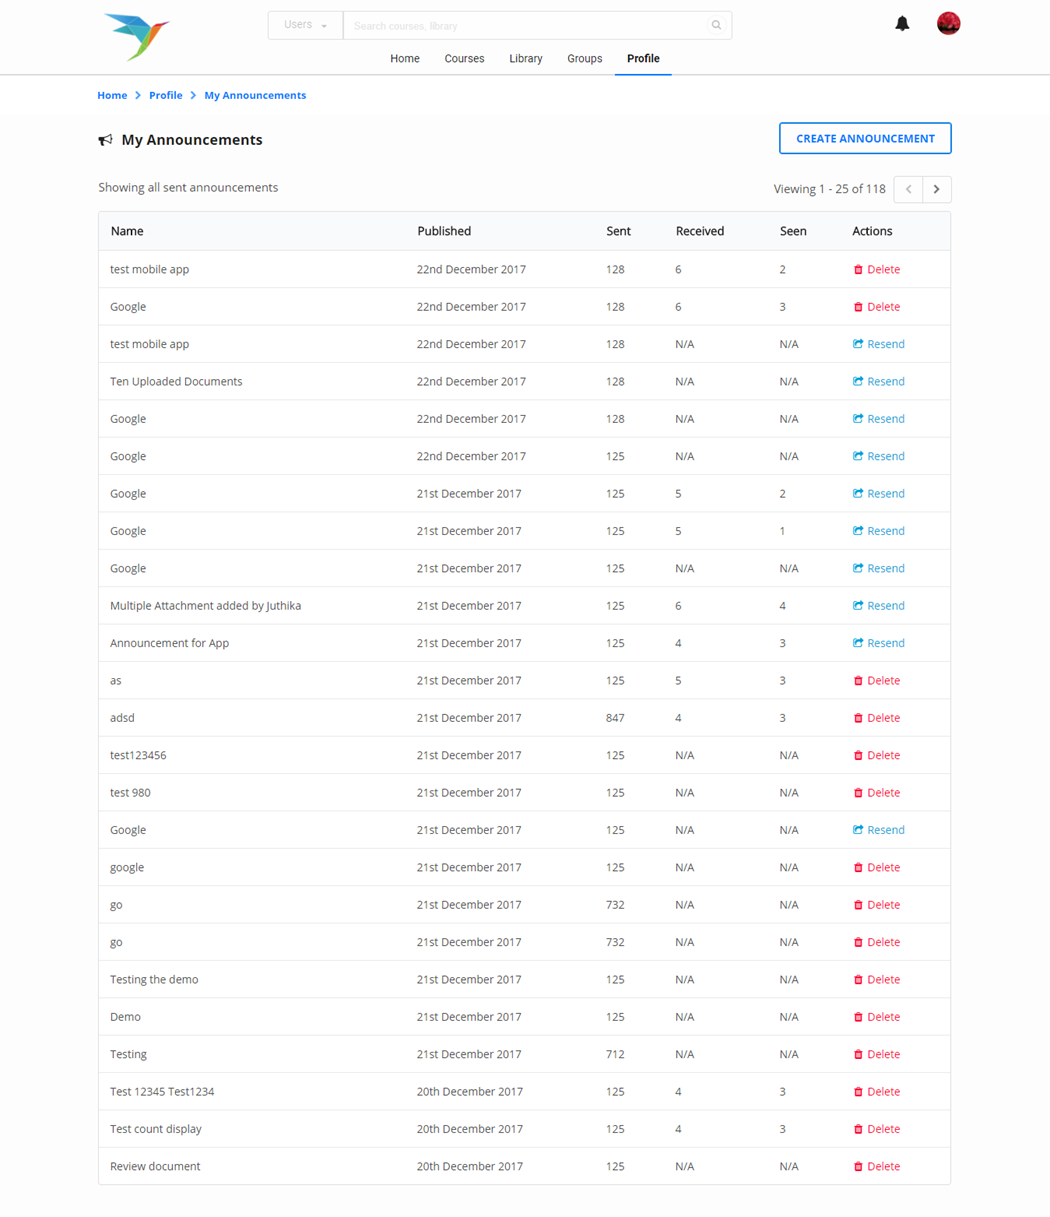 Users Search courses, library
Home Courses Library Groups Profile
Home Profile My Announcements
My Announcements CREATE ANNOUNCEMENT
Showing all sent announcements Viewing 1 - 25 of 118
Name Published Sent Received Seen Actions
test mobile app 22nd December 2017 128 6 2 Delete
Google 22nd December 2017 128 6 3 Delete
test mobile app 22nd December 2017 128 N/A N/A Resend
Ten Uploaded Documents 22nd December 2017 128 N/A N/A Resend
Google 22nd December 2017 128 N/A N/A Resend
Google 22nd December 2017 125 N/A N/A Resend
Google 21st December 2017 125 5 2 Resend
Google 21st December 2017 125 5 1 Resend
Google 21st December 2017 125 N/A N/A Resend
Multiple Attachment added by Juthika 21st December 2017 125 6 4 Resend
Announcement for App 21st December 2017 125 4 3 Resend
as 21st December 2017 125 5 3 Delete
adsd 21st December 2017 847 4 3 Delete
test123456 21st December 2017 125 N/A N/A Delete
test 980 21st December 2017 125 N/A N/A Delete
Google 21st December 2017 125 N/A N/A Resend
google 21st December 2017 125 N/A N/A Delete
go 21st December 2017 732 N/A N/A Delete
go 21st December 2017 732 N/A N/A Delete
Testing the demo 21st December 2017 125 N/A N/A Delete
Demo 21st December 2017 125 N/A N/A Delete
Testing 21st December 2017 712 N/A N/A Delete
Test 12345 Test1234 20th December 2017 125 4 3 Delete
Test count display 20th December 2017 125 4 3 Delete
Review document 20th December 2017 125 N/A N/A Delete